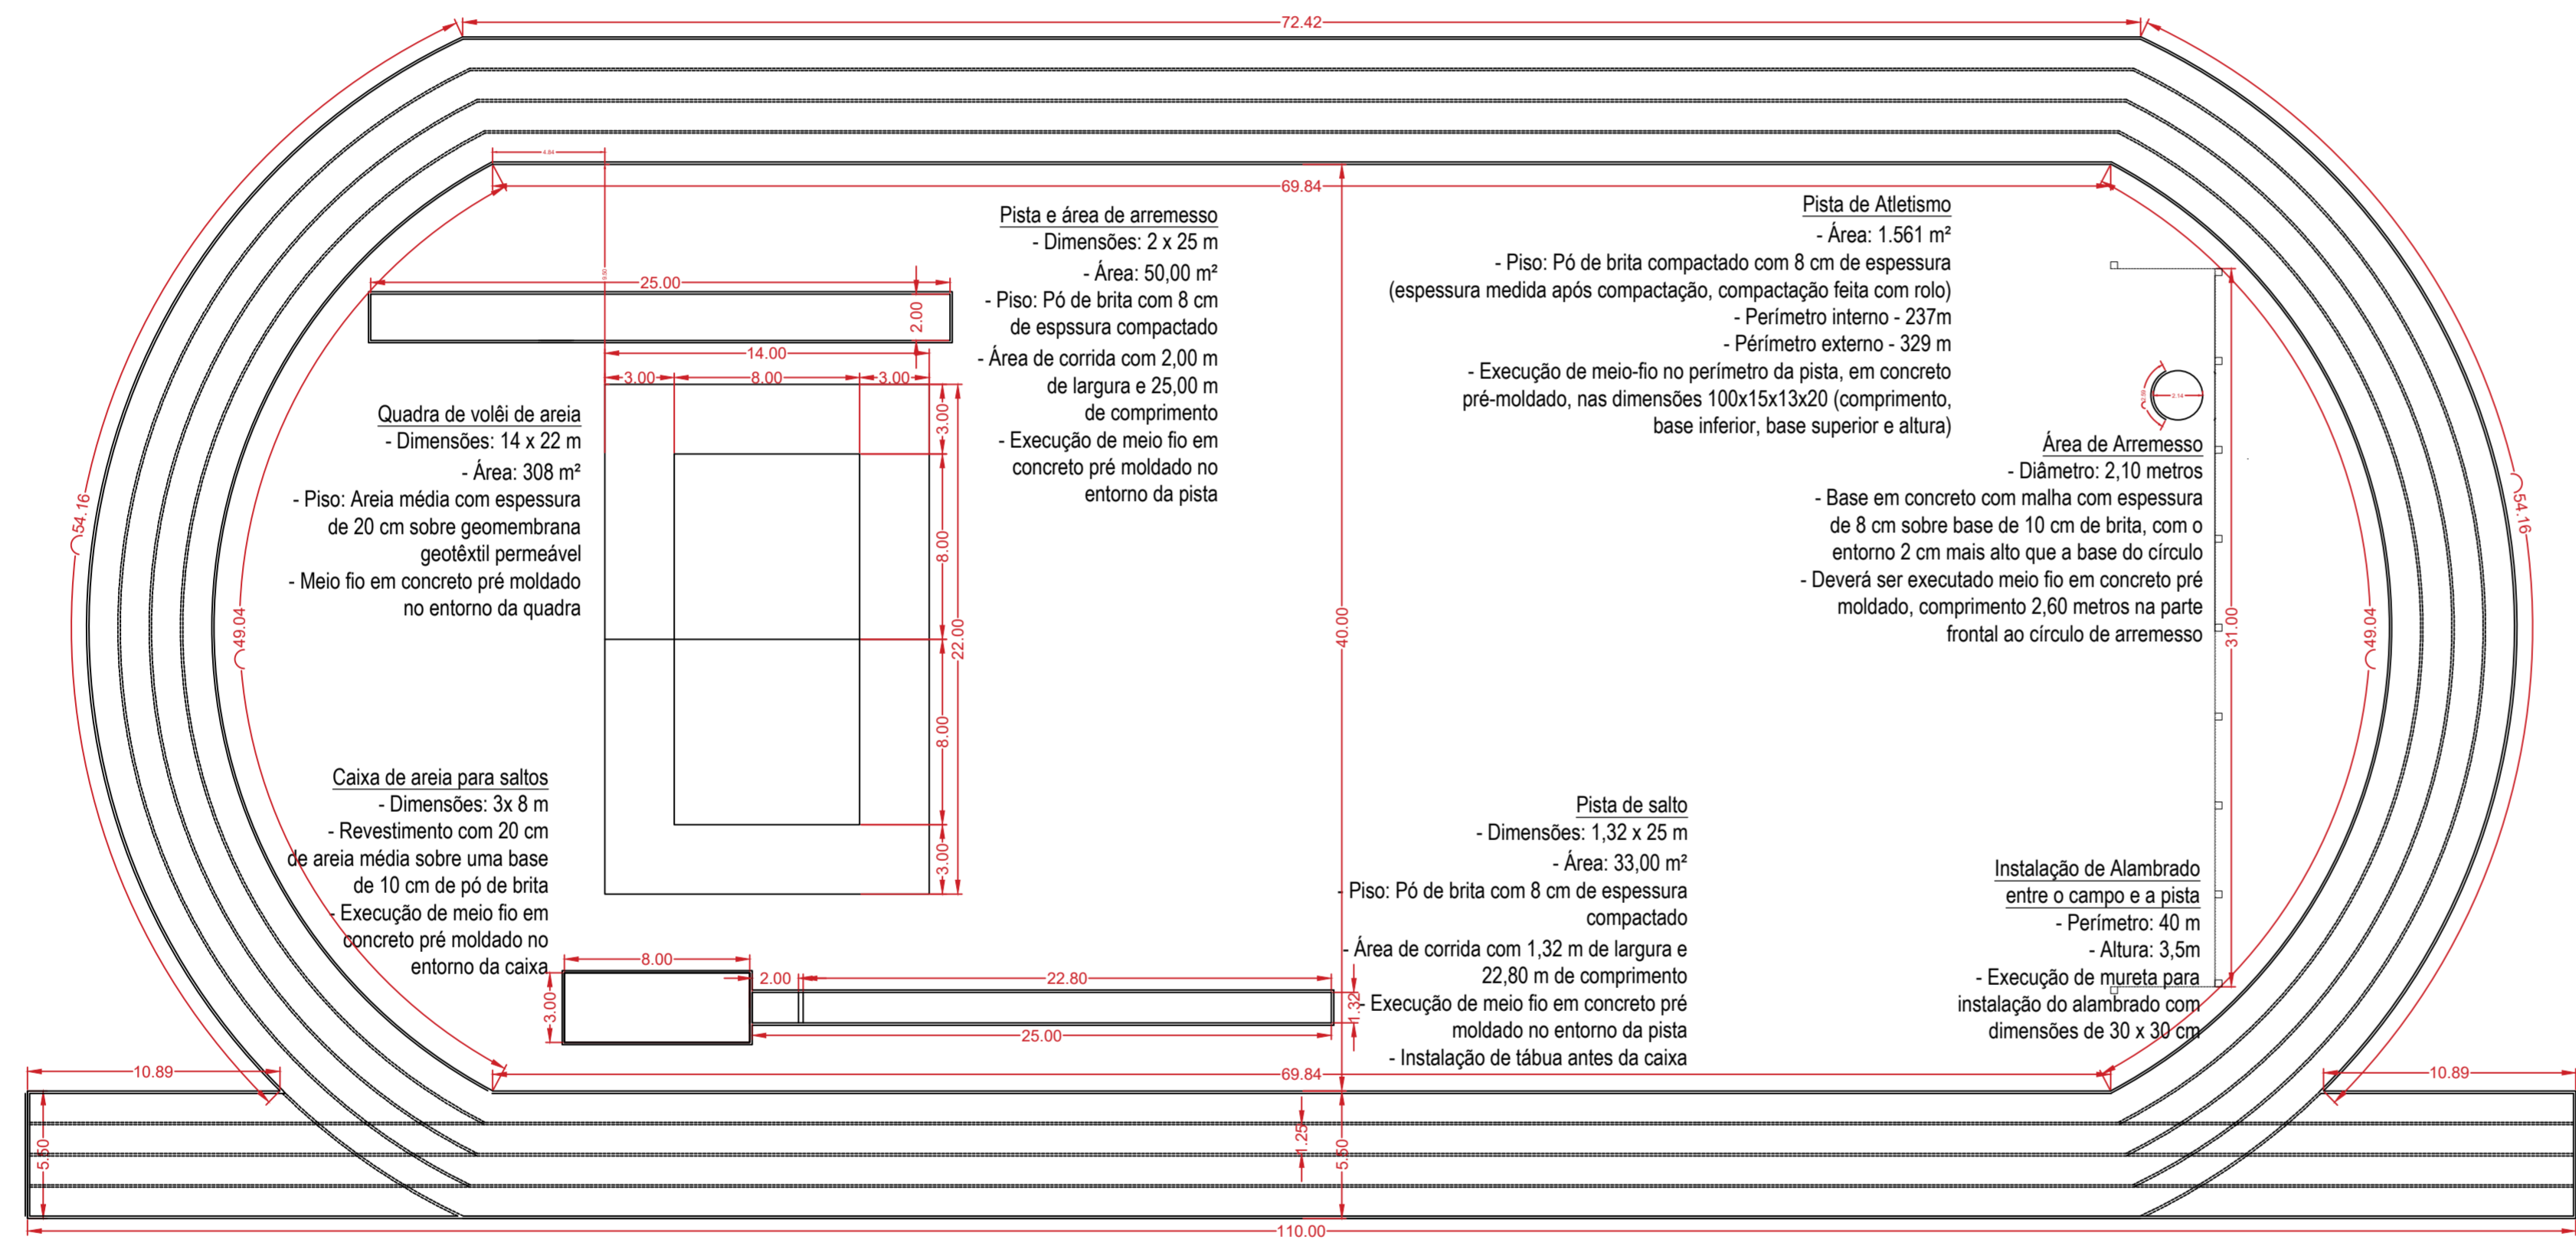 72.42
4.84
69.84
Pista e área de arremesso
- Dimensões: 2 x 25 m
- Área: 50,00 m²
- Piso: Pó de brita com 8 cm
de espssura compactado
- Área de corrida com 2,00 m
de largura e 25,00 m
de comprimento
- Execução de meio fio em
concreto pré moldado no
entorno da pista
Pista de Atletismo
- Área: 1.561 m²
- Piso: Pó de brita compactado com 8 cm de espessura
(espessura medida após compactação, compactação feita com rolo)
- Perímetro interno - 237m
- Pérímetro externo - 329 m
- Execução de meio-fio no perímetro da pista, em concreto
pré-moldado, nas dimensões 100x15x13x20 (comprimento,
base inferior, base superior e altura)
25.00
2.00
14.00
3.00
8.00
3.00
Quadra de volêi de areia
- Dimensões: 14 x 22 m
- Área: 308 m²
- Piso: Areia média com espessura
de 20 cm sobre geomembrana
geotêxtil permeável
- Meio fio em concreto pré moldado
no entorno da quadra
3.00
8.00
22.00
8.00
3.00
2.14
Área de Arremesso
- Diâmetro: 2,10 metros
- Base em concreto com malha com espessura
de 8 cm sobre base de 10 cm de brita, com o
entorno 2 cm mais alto que a base do círculo
- Deverá ser executado meio fio em concreto pré
moldado, comprimento 2,60 metros na parte
frontal ao círculo de arremesso
54.16
49.04
40.00
31.00
49.04
54.16
Caixa de areia para saltos
- Dimensões: 3x 8 m
- Revestimento com 20 cm
de areia média sobre uma base
de 10 cm de pó de brita
- Execução de meio fio em
concreto pré moldado no
entorno da caixa
Pista de salto
- Dimensões: 1,32 x 25 m
- Área: 33,00 m²
- Piso: Pó de brita com 8 cm de espessura
compactado
- Área de corrida com 1,32 m de largura e
22,80 m de comprimento
- Execução de meio fio em concreto pré
moldado no entorno da pista
- Instalação de tábua antes da caixa
Instalação de Alambrado
entre o campo e a pista
- Perímetro: 40 m
- Altura: 3,5m
- Execução de mureta para
instalação do alambrado com
dimensões de 30 x 30 cm
8.00
3.00
2.00
22.80
1.32
25.00
10.89
69.84
10.89
5.50
1.25
5.50
110.00